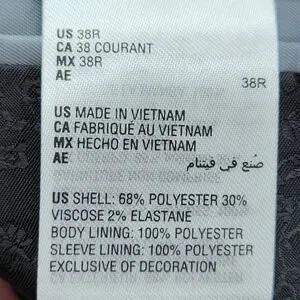 US 38R
CA 38 COURANT
MX 38R
AE
38R
US MADE IN VIETNAM
CA FABRIQUÉ AU VIETNAM
MX HECHO EN VIETNAM
AE صُنع في فيتنام
US SHELL: 68% POLYESTER 30%
VISCOSE 2% ELASTANE
BODY LINING: 100% POLYESTER
SLEEVE LINING: 100% POLYESTER
EXCLUSIVE OF DECORATION